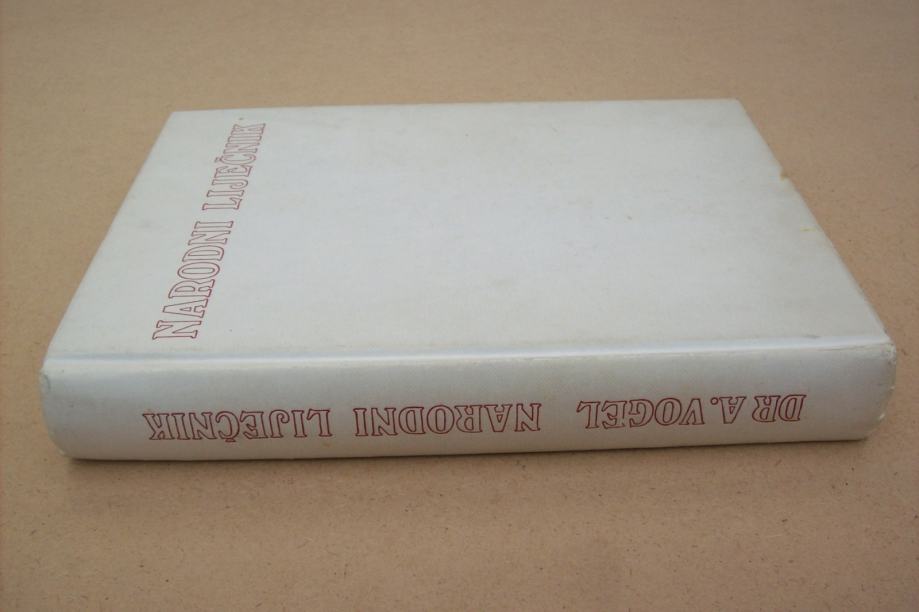 NARODNI LIJEČNIK
DR A. VOGEL NARODNI LIJEČNIK